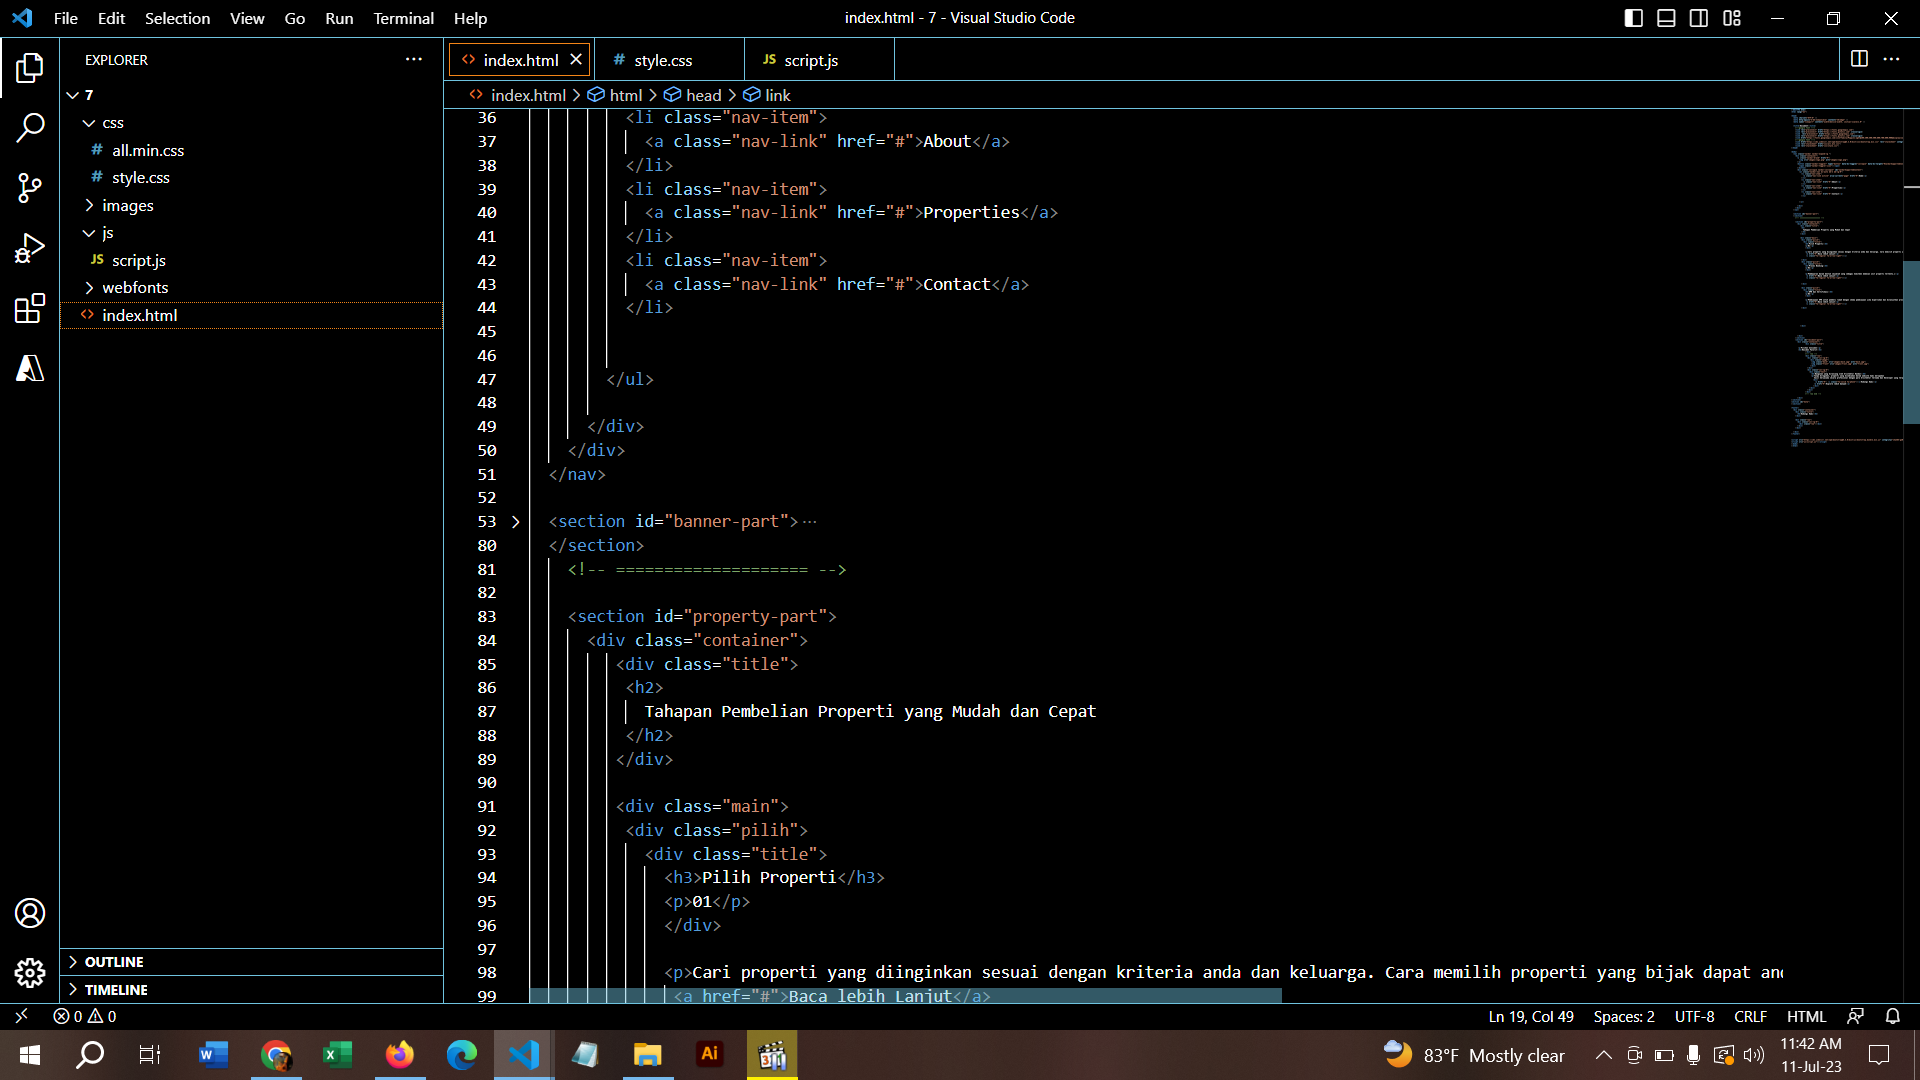 File Edit Selection View Go Run Terminal Help
index.html - 7 - Visual Studio Code
EXPLORER
7
css
# all.min.css
# style.css
images
js
JS script.js
webfonts
<> index.html
OUTLINE
TIMELINE
<> index.html
# style.css
JS script.js
<> index.html > html > head > link
36 <li class="nav-item">
37 <a class="nav-link" href="#">About</a>
38 </li>
39 <li class="nav-item">
40 <a class="nav-link" href="#">Properties</a>
41 </li>
42 <li class="nav-item">
43 <a class="nav-link" href="#">Contact</a>
44 </li>
45
46
47 </ul>
48
49 </div>
50 </div>
51 </nav>
52
53 <section id="banner-part">···
80 </section>
81 <!-- ==================== -->
82
83 <section id="property-part">
84 <div class="container">
85 <div class="title">
86 <h2>
87 Tahapan Pembelian Properti yang Mudah dan Cepat
88 </h2>
89 </div>
90
91 <div class="main">
92 <div class="pilih">
93 <div class="title">
94 <h3>Pilih Properti</h3>
95 <p>01</p>
96 </div>
97
98 <p>Cari properti yang diinginkan sesuai dengan kriteria anda dan keluarga. Cara memilih properti yang bijak dapat
99 <a href="#">Baca lebih Lanjut</a>
0 0
Ln 19, Col 49 Spaces: 2 UTF-8 CRLF HTML
83°F Mostly clear
11:42 AM
11-Jul-23